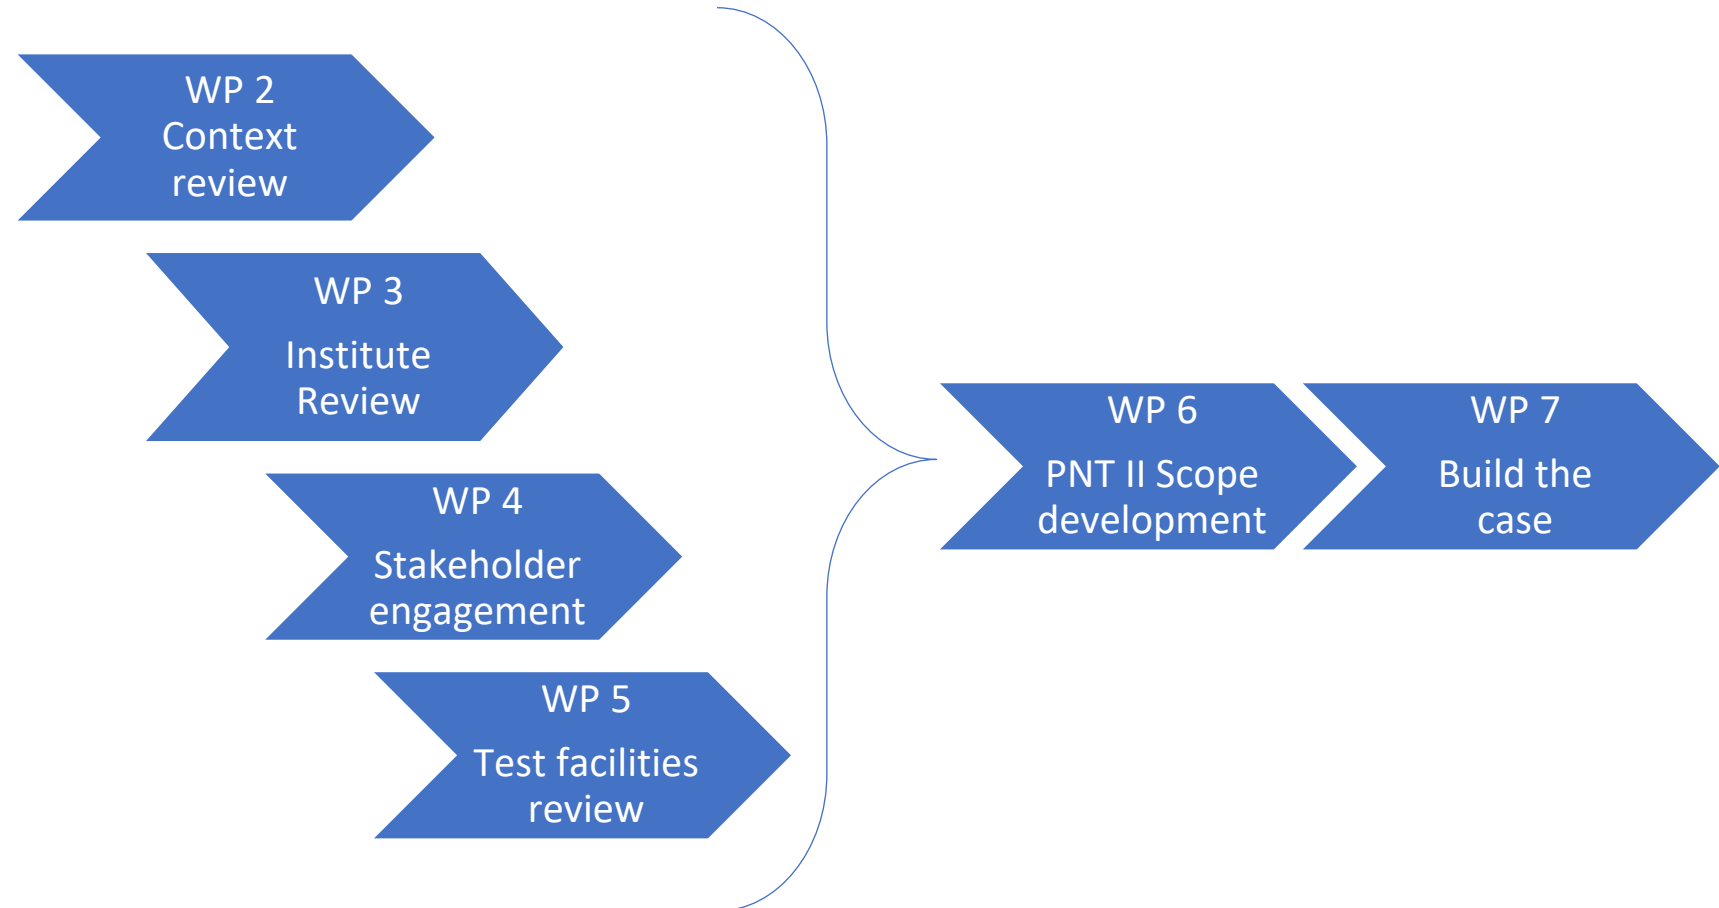 WP 2
Context
review
WP 3
Institute
Review
WP 4
Stakeholder
engagement
WP 5
Test facilities
review
WP 6
PNT II Scope
development
WP 7
Build the
case